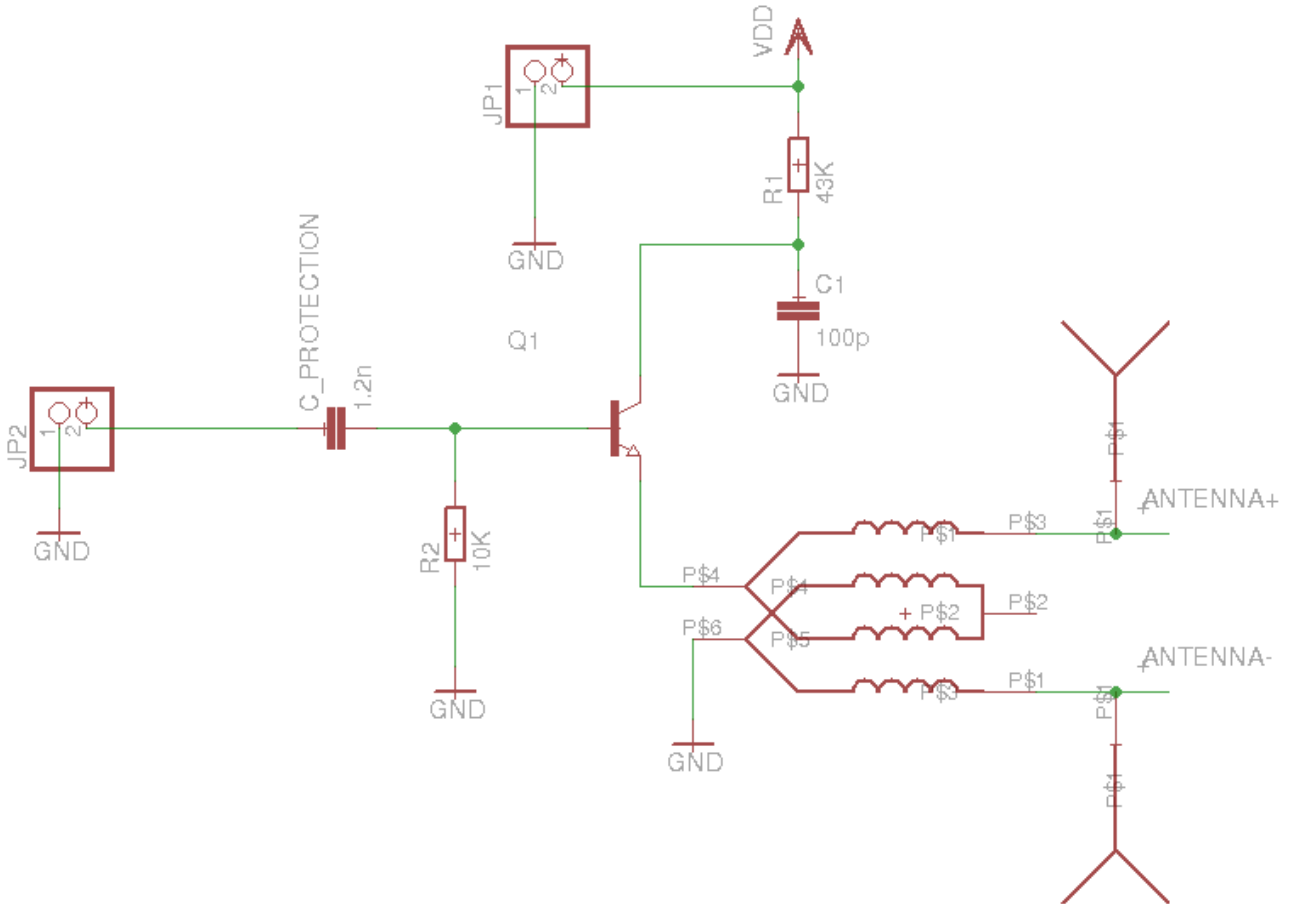 VDD
JP1
1
2
R1
43K
GND
C1
100p
GND
C_PROTECTION
1.2n
Q1
JP2
1
2
GND
R2
10K
GND
P$1
ANTENNA+
P$1
P$3
P$1
P$4
P$4
P$2
P$2
P$6
P$5
ANTENNA-
P$1
P$3
P$1
GND
P$1